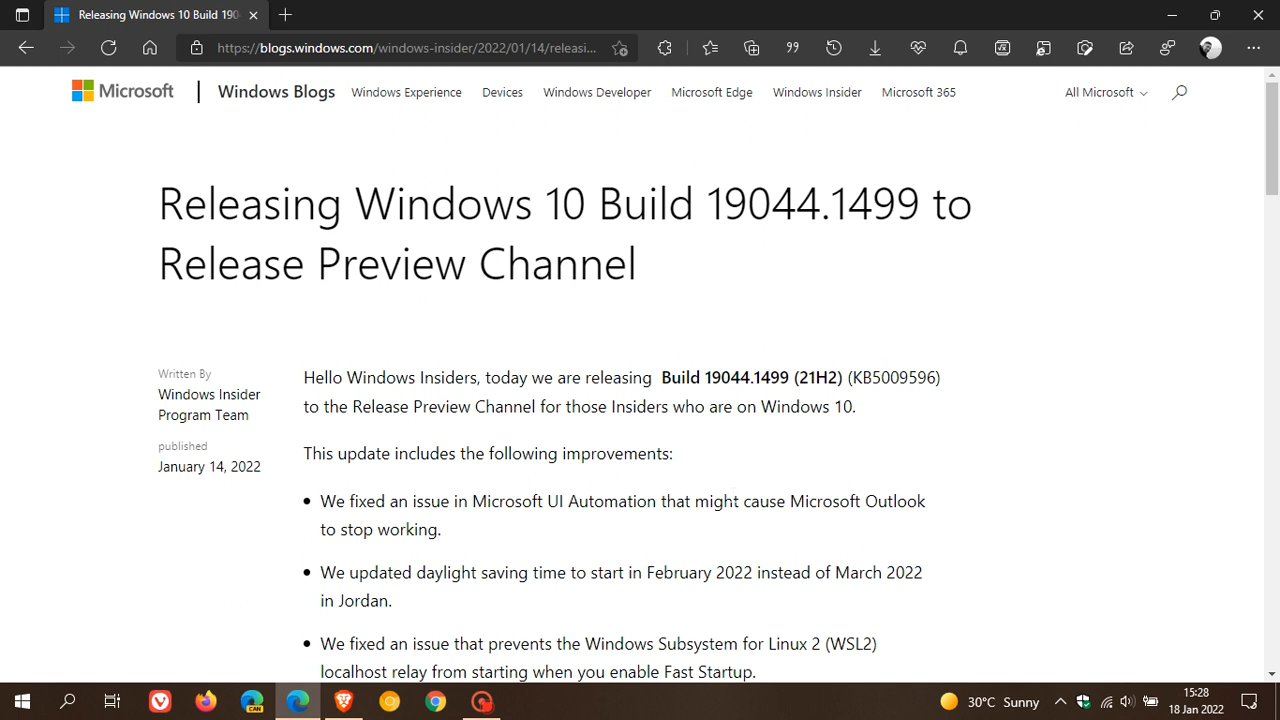 Releasing Windows 10 Build 190
https://blogs.windows.com/windows-insider/2022/01/14/releasi...
Microsoft
Windows Blogs
Windows Experience
Devices
Windows Developer
Microsoft Edge
Windows Insider
Microsoft 365
All Microsoft
Releasing Windows 10 Build 19044.1499 to
Release Preview Channel
Written By
Windows Insider
Program Team
published
January 14, 2022
Hello Windows Insiders, today we are releasing Build 19044.1499 (21H2) (KB5009596)
to the Release Preview Channel for those Insiders who are on Windows 10.
This update includes the following improvements:
• We fixed an issue in Microsoft UI Automation that might cause Microsoft Outlook
to stop working.
• We updated daylight saving time to start in February 2022 instead of March 2022
in Jordan.
• We fixed an issue that prevents the Windows Subsystem for Linux 2 (WSL2)
localhost relay from starting when you enable Fast Startup.
CAN
30°C Sunny
15:28
18 Jan 2022